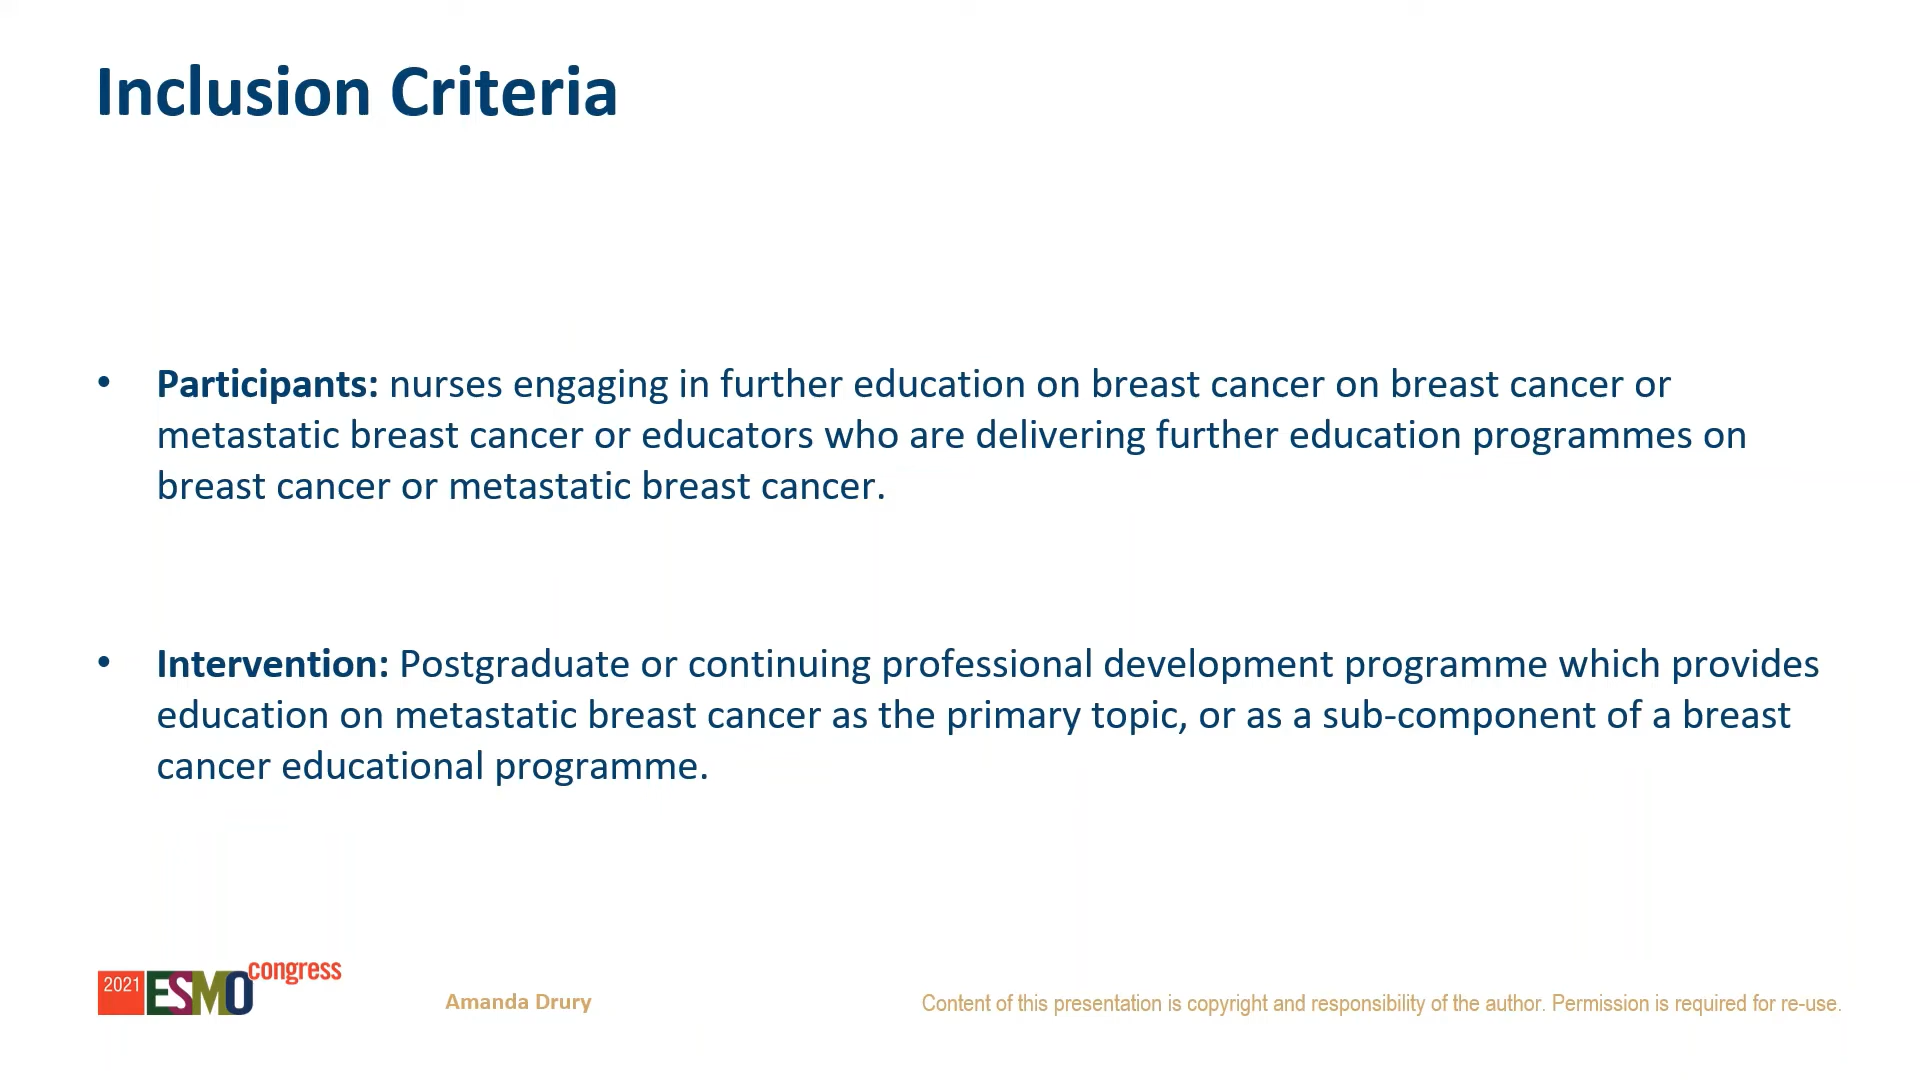 Inclusion Criteria
• Participants: nurses engaging in further education on breast cancer on breast cancer or
metastatic breast cancer or educators who are delivering further education programmes on
breast cancer or metastatic breast cancer.
• Intervention: Postgraduate or continuing professional development programme which provides
education on metastatic breast cancer as the primary topic, or as a sub-component of a breast
cancer educational programme.
2021 ESMO congress
Amanda Drury
Content of this presentation is copyright and responsibility of the author. Permission is required for re-use.